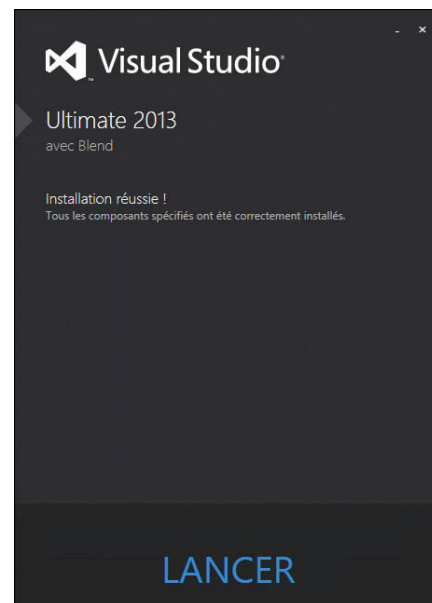 Visual Studio®
Ultimate 2013
avec Blend
Installation réussie !
Tous les composants spécifiés ont été correctement installés.
LANCER